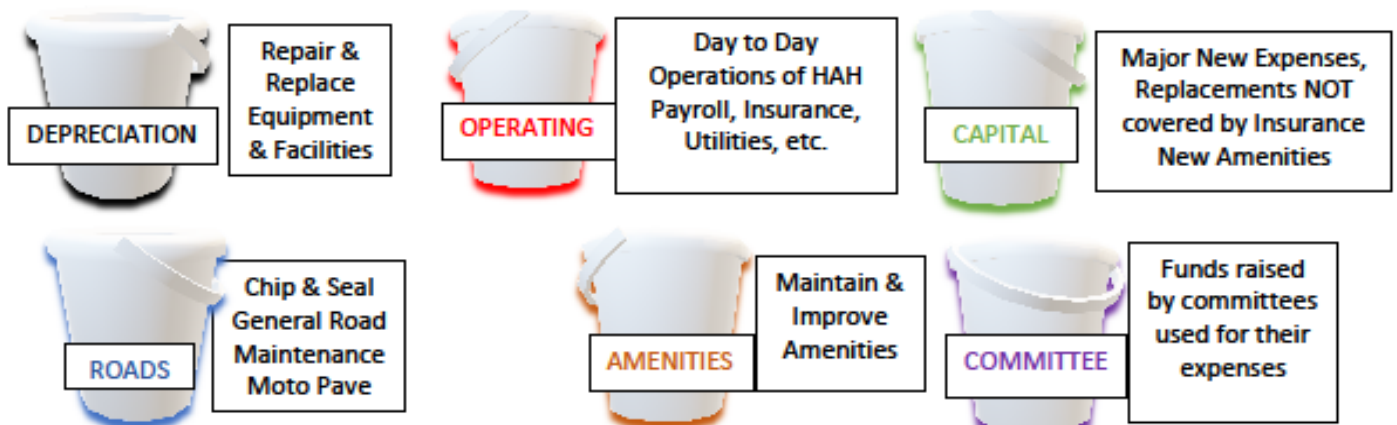 DEPRECIATION
Repair &
Replace
Equipment
& Facilities
OPERATING
Day to Day
Operations of HAH
Payroll, Insurance,
Utilities, etc.
CAPITAL
Major New Expenses,
Replacements NOT
covered by Insurance
New Amenities
ROADS
Chip & Seal
General Road
Maintenance
Moto Pave
AMENITIES
Maintain &
Improve
Amenities
COMMITTEE
Funds raised
by committees
used for their
expenses